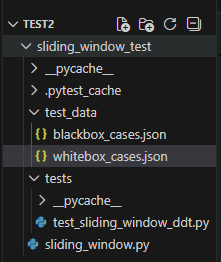 TEST2
sliding_window_test
__pycache__
.pytest_cache
test_data
{} blackbox_cases.json
{} whitebox_cases.json
tests
__pycache__
test_sliding_window_ddt.py
sliding_window.py